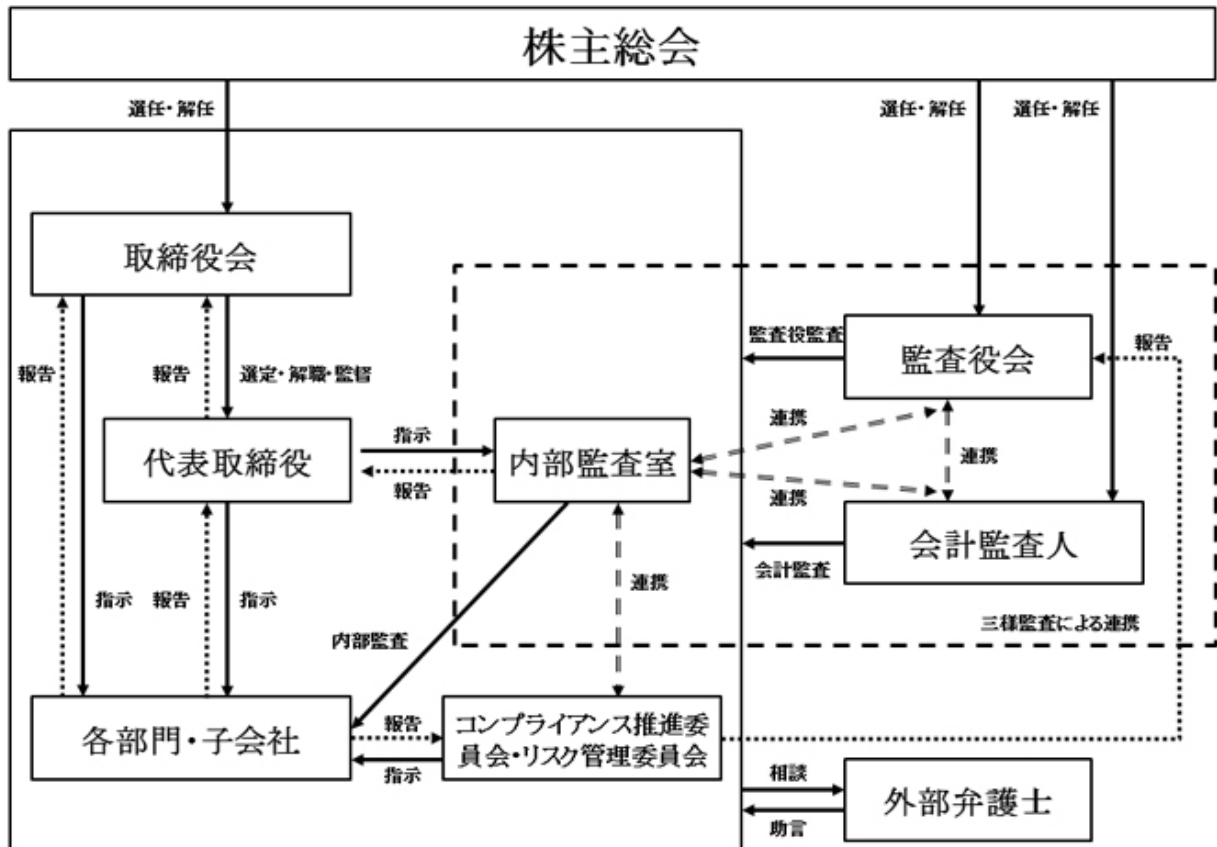 株主総会
選任・解任
選任・解任
選任・解任
取締役会
監査役監査
監査役会
報告
報告
報告
選定・解職・監督
連携
代表取締役
指示
内部監査室
連携
報告
連携
会計監査人
会計監査
指示
報告
指示
連携
内部監査
三様監査による連携
各部門・子会社
報告
コンプライアンス推進委
員会・リスク管理委員会
指示
相談
外部弁護士
助言